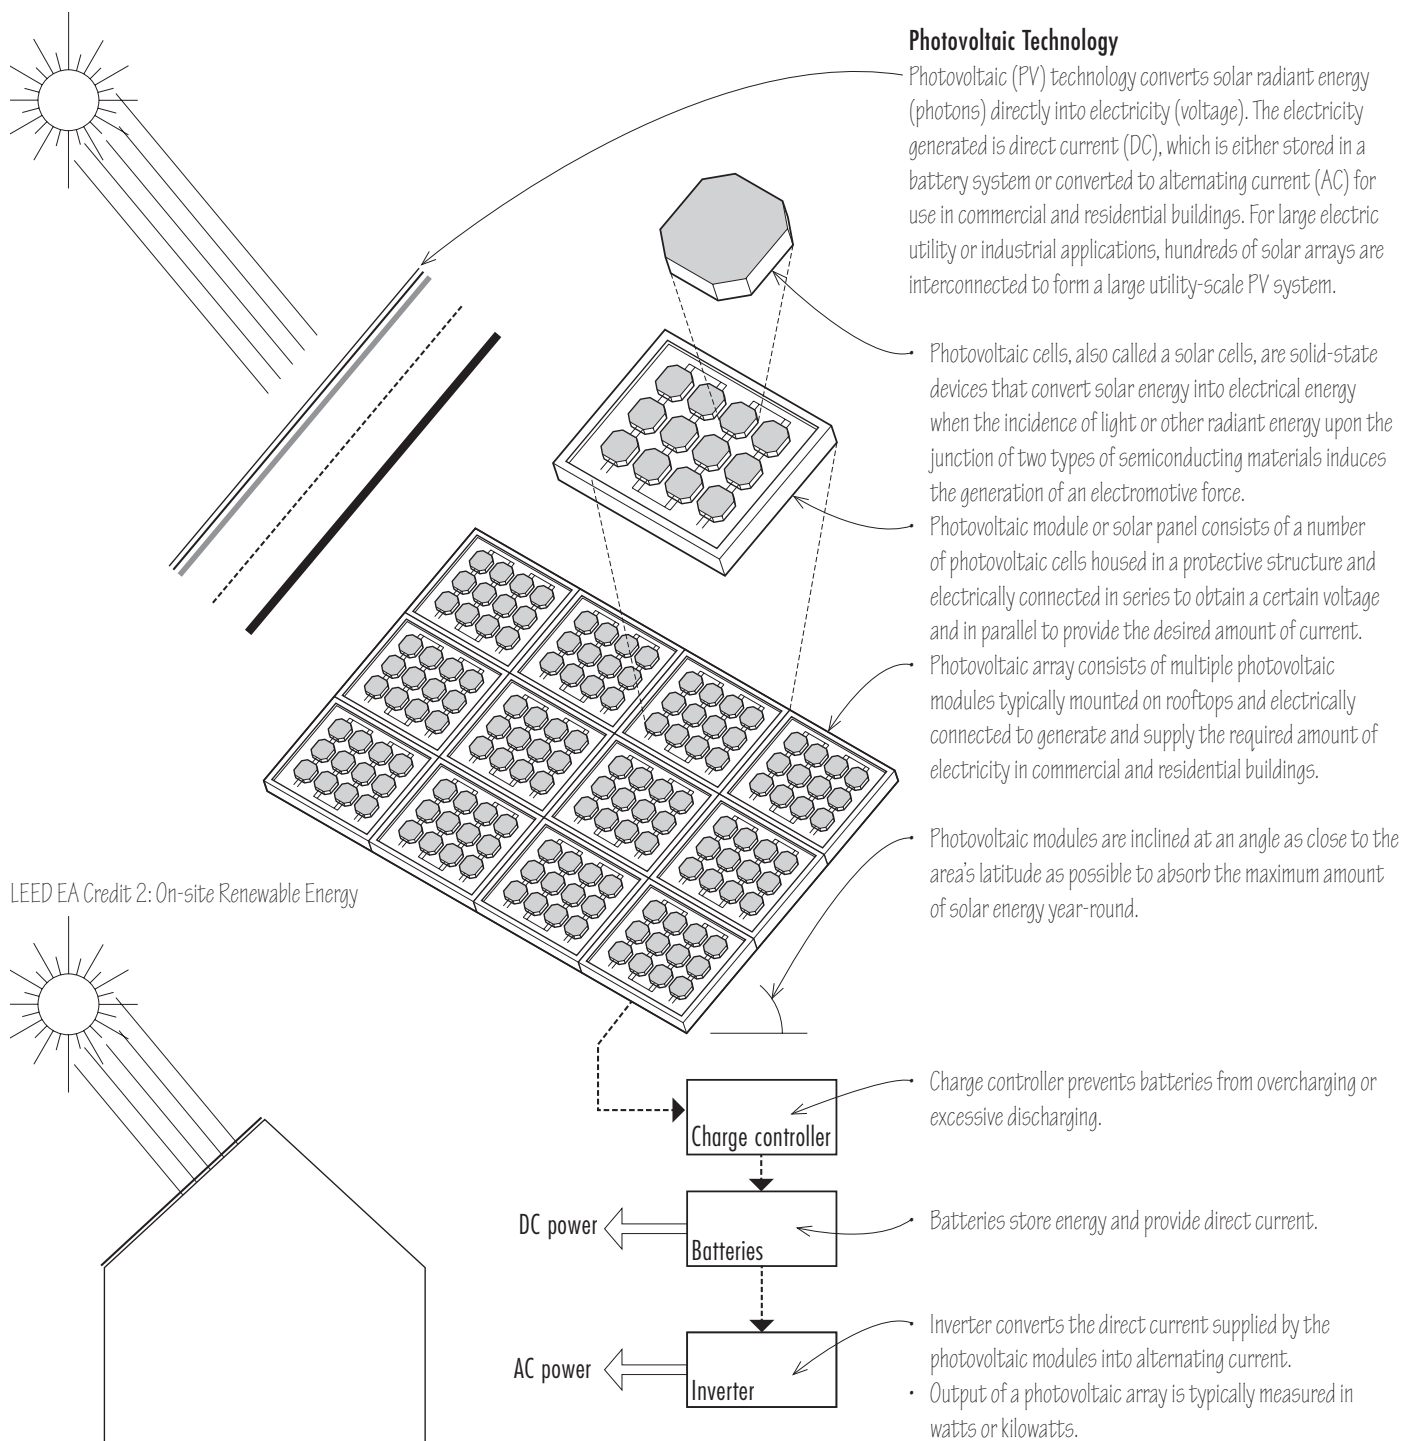 Photovoltaic Technology
Photovoltaic (PV) technology converts solar radiant energy
(photons) directly into electricity (voltage). The electricity
generated is direct current (DC), which is either stored in a
battery system or converted to alternating current (AC) for
use in commercial and residential buildings. For large electric
utility or industrial applications, hundreds of solar arrays are
interconnected to form a large utility-scale PV system.
• Photovoltaic cells, also called a solar cells, are solid-state
devices that convert solar energy into electrical energy
when the incidence of light or other radiant energy upon the
junction of two types of semiconducting materials induces
the generation of an electromotive force.
• Photovoltaic module or solar panel consists of a number
of photovoltaic cells housed in a protective structure and
electrically connected in series to obtain a certain voltage
and in parallel to provide the desired amount of current.
• Photovoltaic array consists of multiple photovoltaic
modules typically mounted on rooftops and electrically
connected to generate and supply the required amount of
electricity in commercial and residential buildings.
• Photovoltaic modules are inclined at an angle as close to the
area's latitude as possible to absorb the maximum amount
of solar energy year-round.
LEED EA Credit 2: On-site Renewable Energy
• Charge controller prevents batteries from overcharging or
excessive discharging.
Charge controller
• Batteries store energy and provide direct current.
DC power
Batteries
• Inverter converts the direct current supplied by the
photovoltaic modules into alternating current.
AC power
Inverter
• Output of a photovoltaic array is typically measured in
watts or kilowatts.